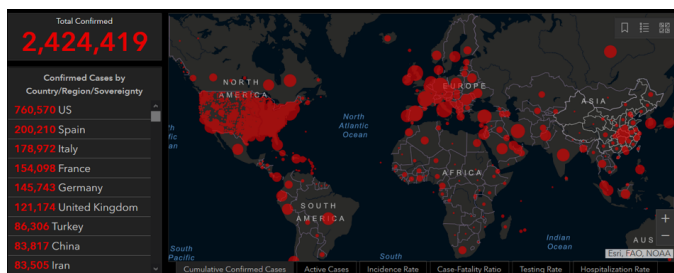 Total Confirmed
2,424,419
Confirmed Cases by
Country/Region/Sovereignty
760,570 US
200,210 Spain
178,972 Italy
154,098 France
145,743 Germany
121,174 United Kingdom
86,306 Turkey
83,817 China
83,505 Iran
NORTH
AMERICA
EUROPE
ASIA
North
Atlantic
Ocean
fic
an
AFRICA
SOUTH
AMERICA
Indian
Ocean
South
Pacific
South
AUS
+
−
Esri, FAO, NOAA
Cumulative Confirmed Cases
Active Cases
Incidence Rate
Case-Fatality Ratio
Testing Rate
Hospitalization Rate